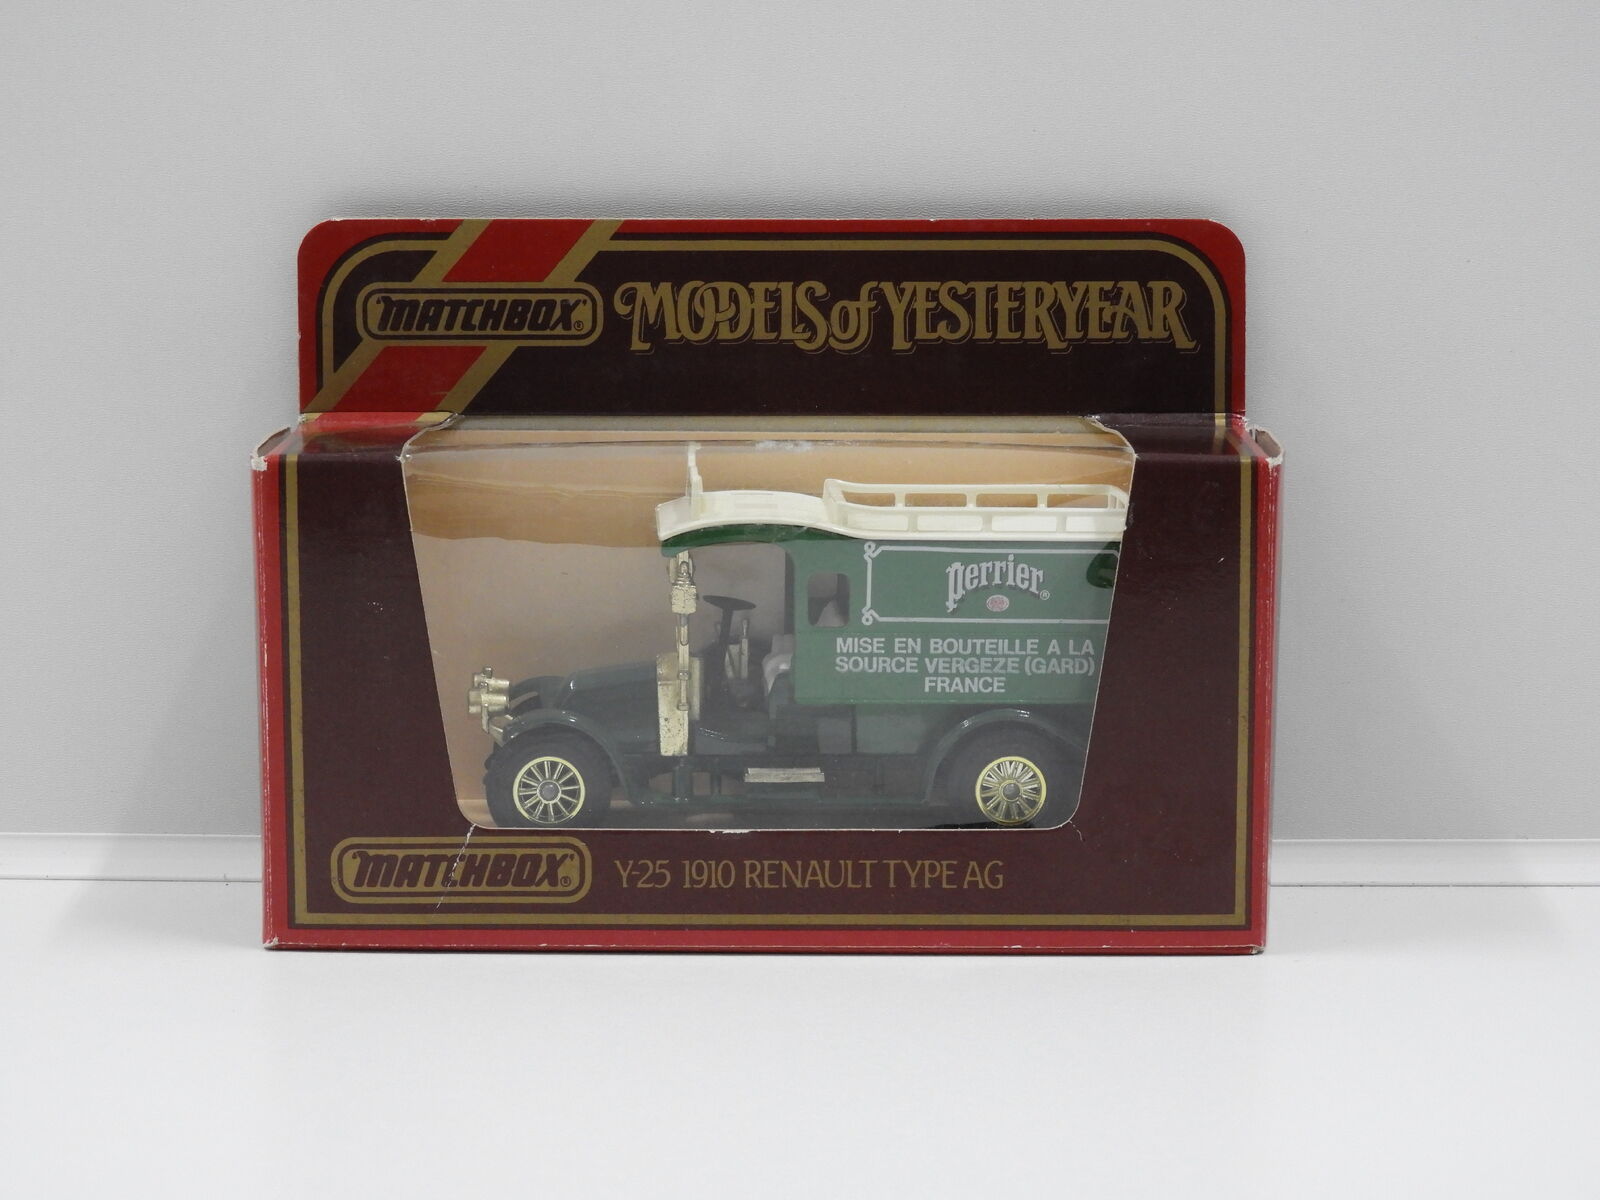 MATCHBOX®
MODELS of YESTERYEAR
perrier®
MISE EN BOUTEILLE A LA
SOURCE VERGEZE (GARD)
FRANCE
MATCHBOX®
Y-25 1910 RENAULT TYPE AG